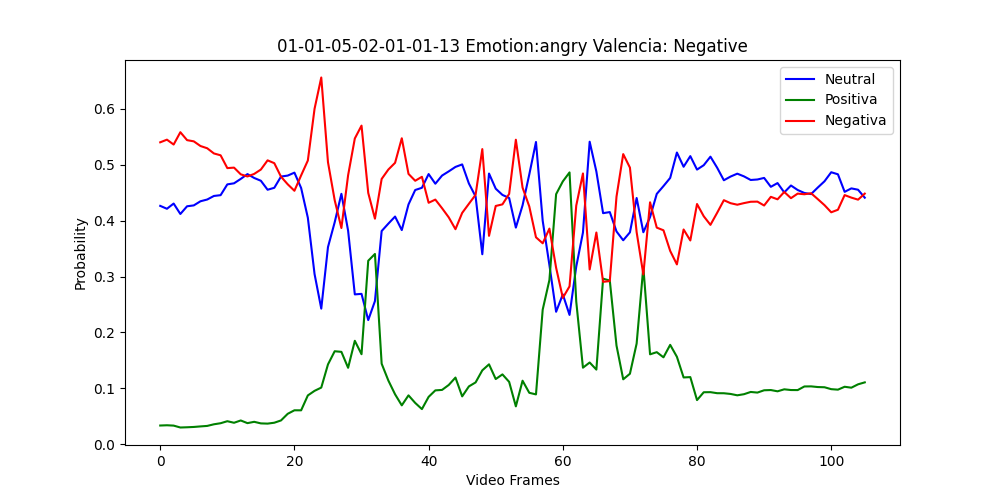 01-01-05-02-01-01-13 Emotion:angry Valencia: Negative
Neutral
Positiva
Negativa
0.6
0.5
0.4
0.3
0.2
0.1
0.0
Probability
0
20
40
60
80
100
Video Frames